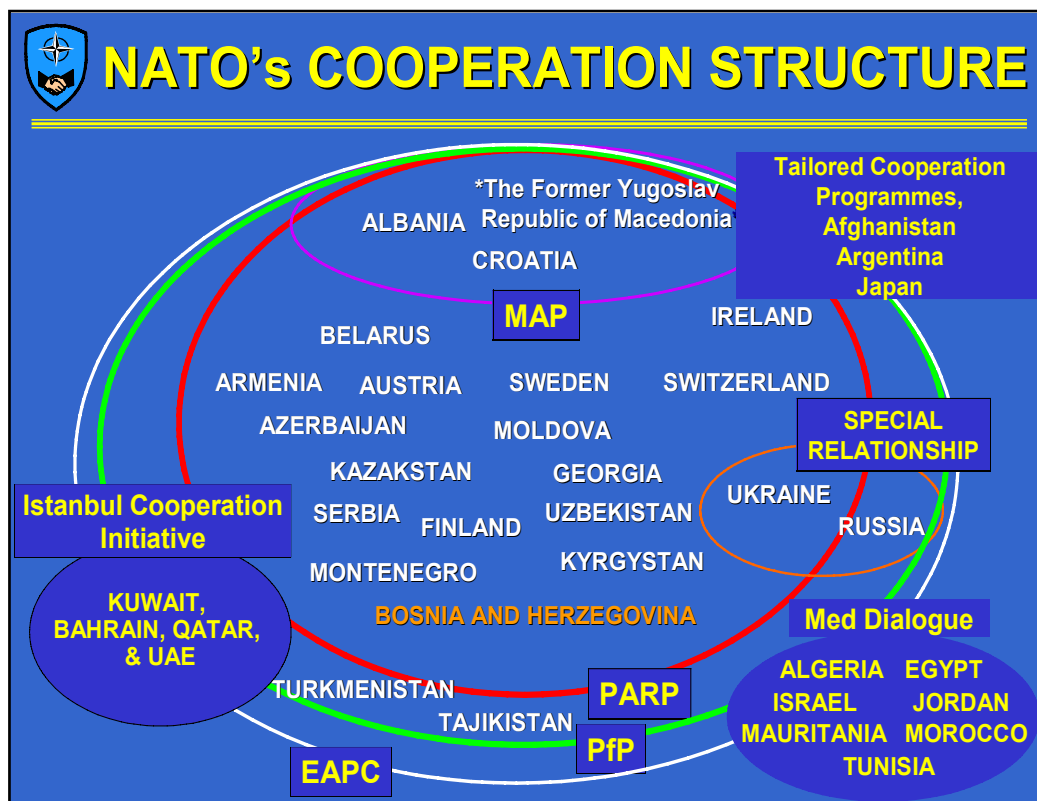 NATO's COOPERATION STRUCTURE
Tailored Cooperation
Programmes,
Afghanistan
Argentina
Japan
*The Former Yugoslav
Republic of Macedonia
ALBANIA
CROATIA
MAP
IRELAND
BELARUS
ARMENIA
AUSTRIA
SWEDEN
SWITZERLAND
AZERBAIJAN
MOLDOVA
SPECIAL
RELATIONSHIP
KAZAKSTAN
GEORGIA
UKRAINE
RUSSIA
Istanbul Cooperation
Initiative
SERBIA
FINLAND
UZBEKISTAN
MONTENEGRO
KYRGYSTAN
KUWAIT,
BAHRAIN, QATAR,
& UAE
BOSNIA AND HERZEGOVINA
Med Dialogue
ALGERIA EGYPT
ISRAEL JORDAN
MAURITANIA MOROCCO
TUNISIA
TURKMENISTAN
PARP
TAJIKISTAN
PfP
EAPC